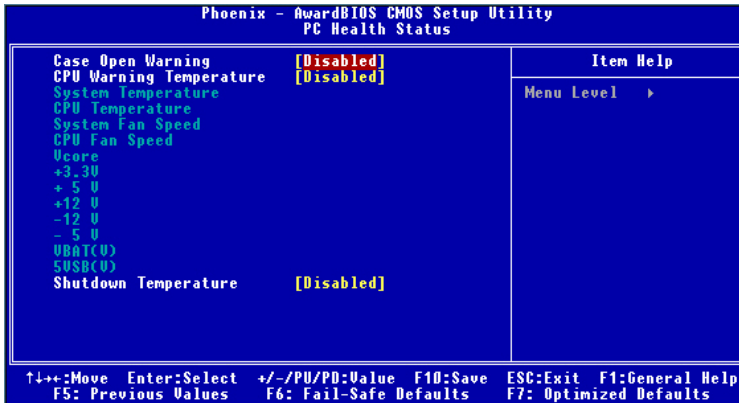 Phoenix - AwardBIOS CMOS Setup Utility
PC Health Status
Case Open Warning [Disabled]
CPU Warning Temperature [Disabled]
System Temperature
CPU Temperature
System Fan Speed
CPU Fan Speed
Vcore
+3.3V
+ 5 V
+12 V
-12 V
- 5 V
VBAT(V)
5VSB(V)
Shutdown Temperature [Disabled]
Item Help
Menu Level ▸
↑↓→←:Move Enter:Select +/-/PU/PD:Value F10:Save ESC:Exit F1:General Help
F5: Previous Values F6: Fail-Safe Defaults F7: Optimized Defaults